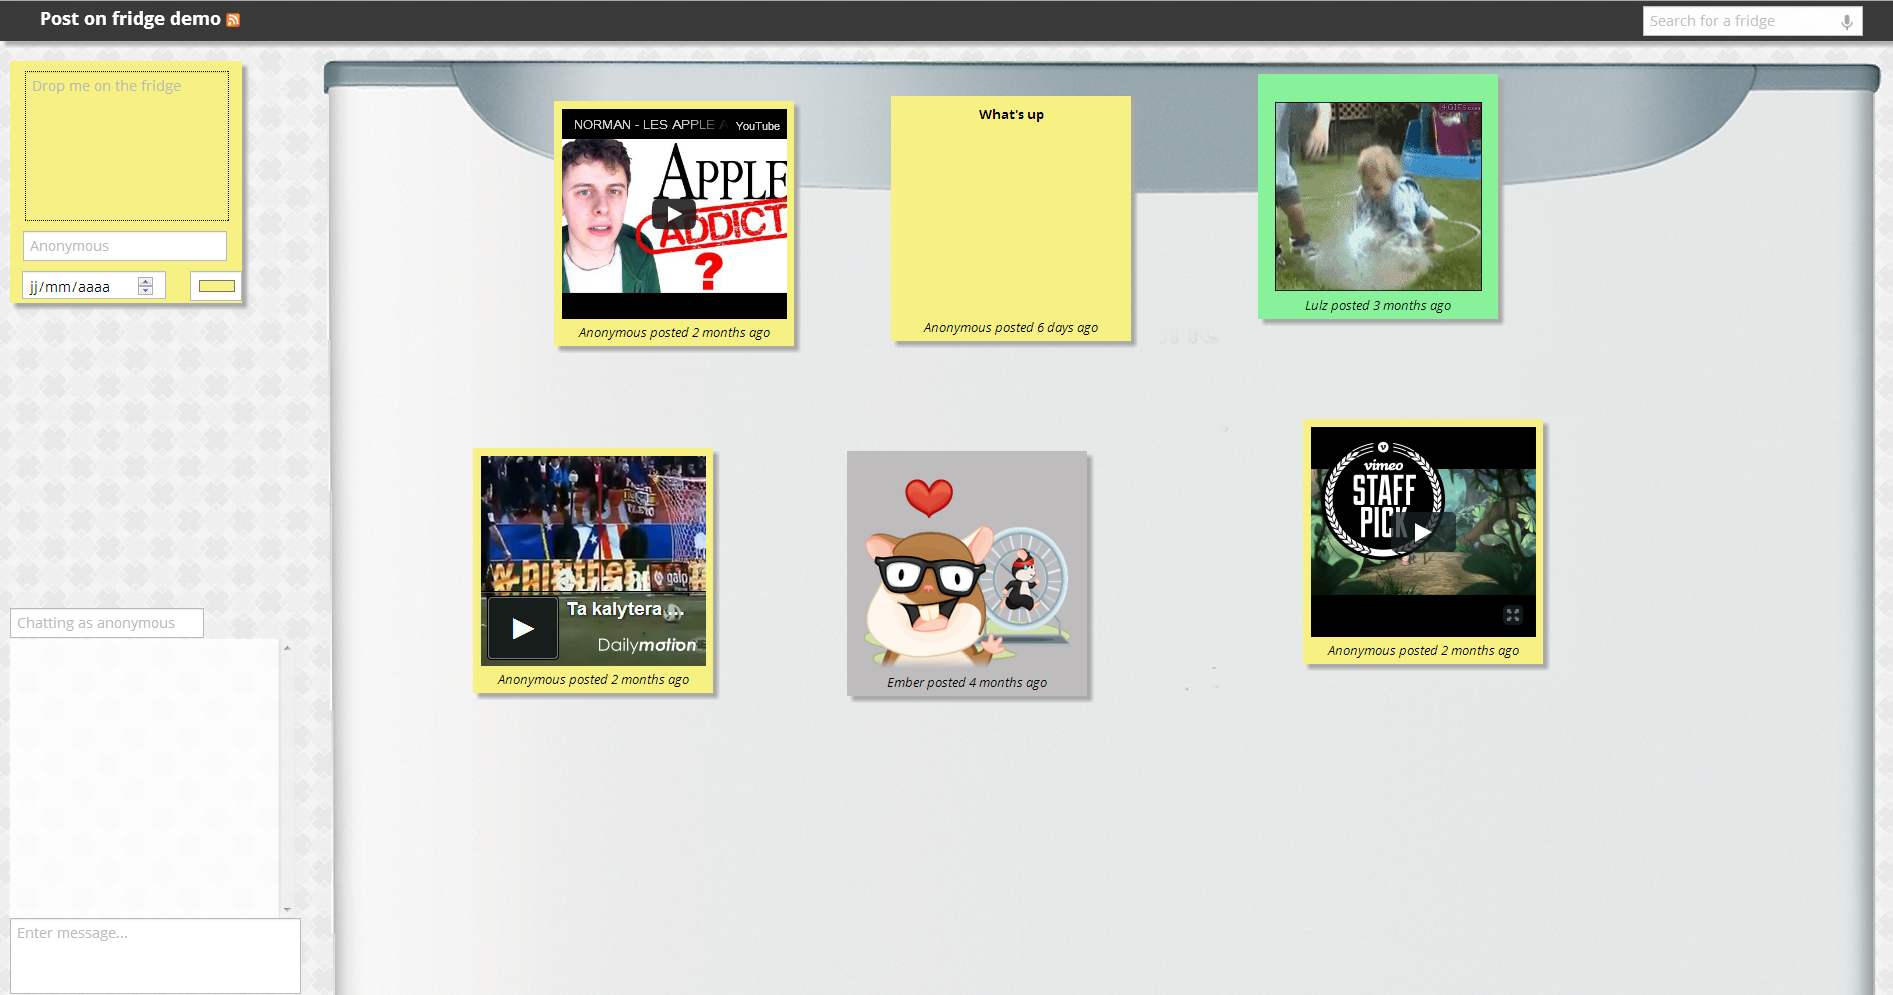 Post on fridge demo
Search for a fridge
Drop me on the fridge
Anonymous
jj/mm/aaaa
NORMAN - LES APPLE A
YouTube
APPLE
ADDICT
?
Anonymous posted 2 months ago
What's up
Anonymous posted 6 days ago
4GIFs.com
Lulz posted 3 months ago
galp
Ta kalytera ...
Dailymotion
Anonymous posted 2 months ago
Ember posted 4 months ago
vimeo
STAFF
PICK
Anonymous posted 2 months ago
Chatting as anonymous
Enter message...